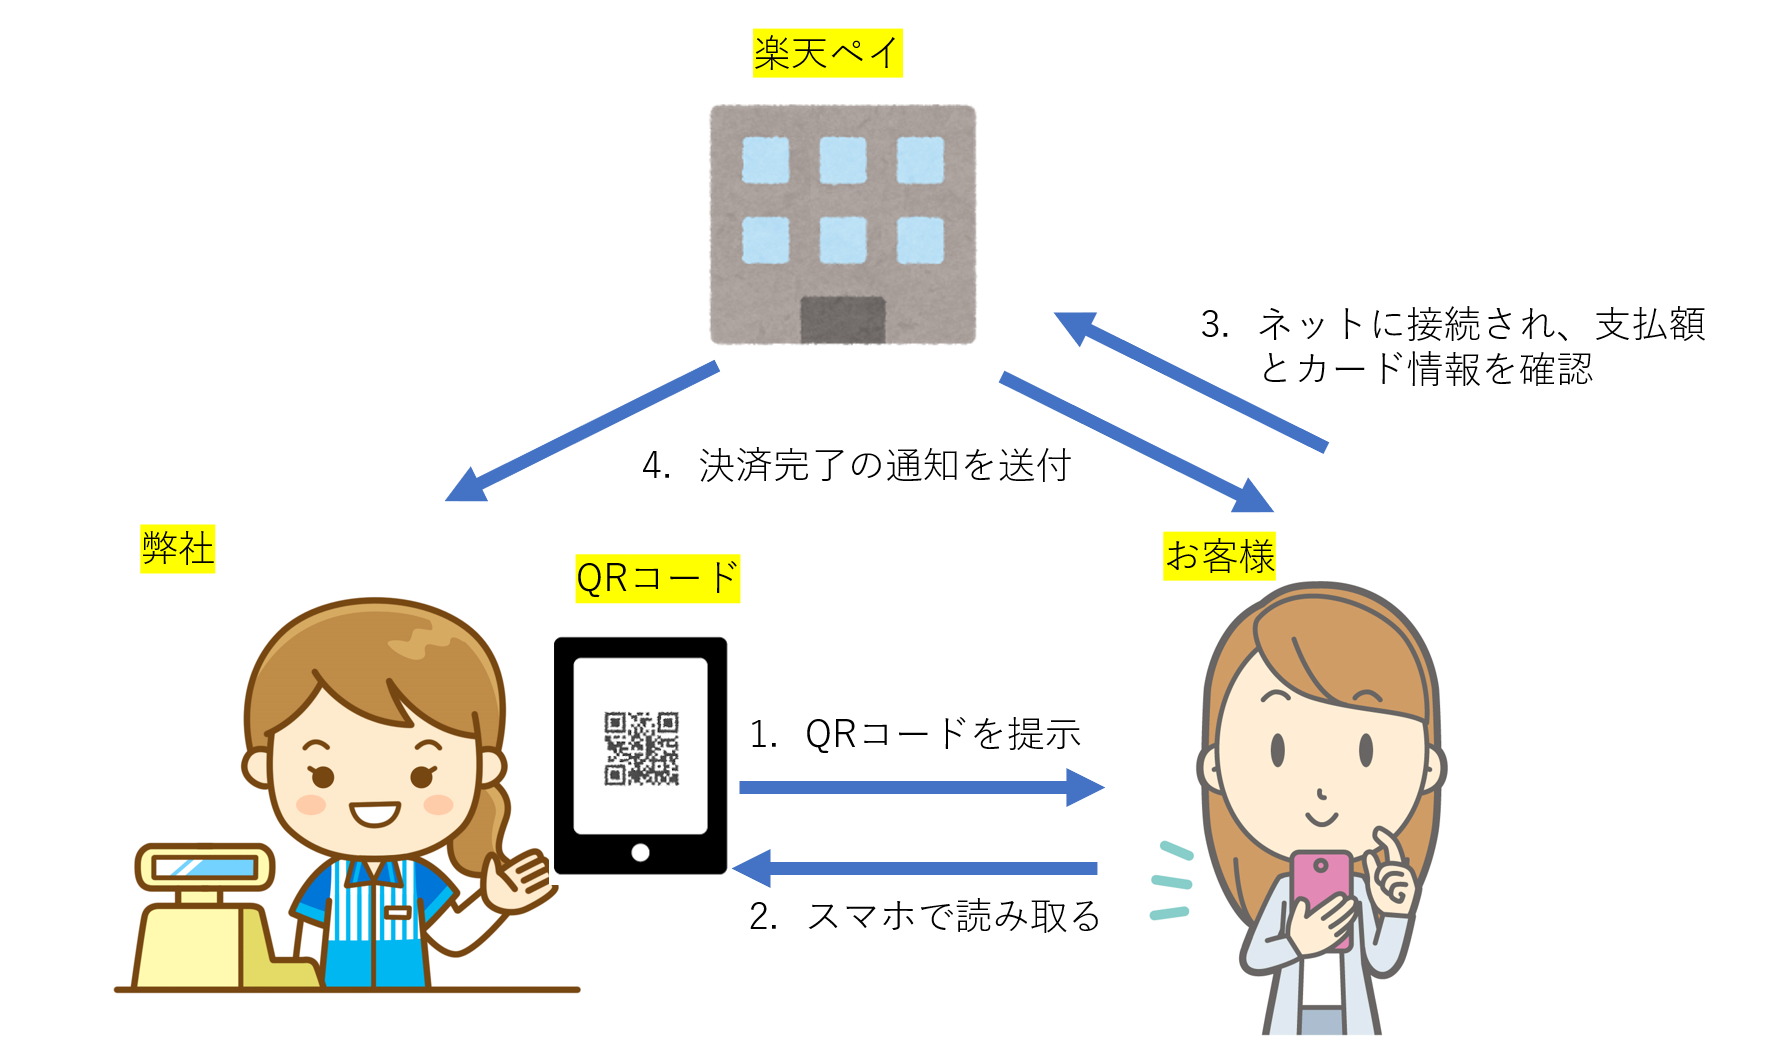 楽天ペイ
3. ネットに接続され、支払額
とカード情報を確認
4. 決済完了の通知を送付
弊社
QRコード
お客様
1. QRコードを提示
2. スマホで読み取る